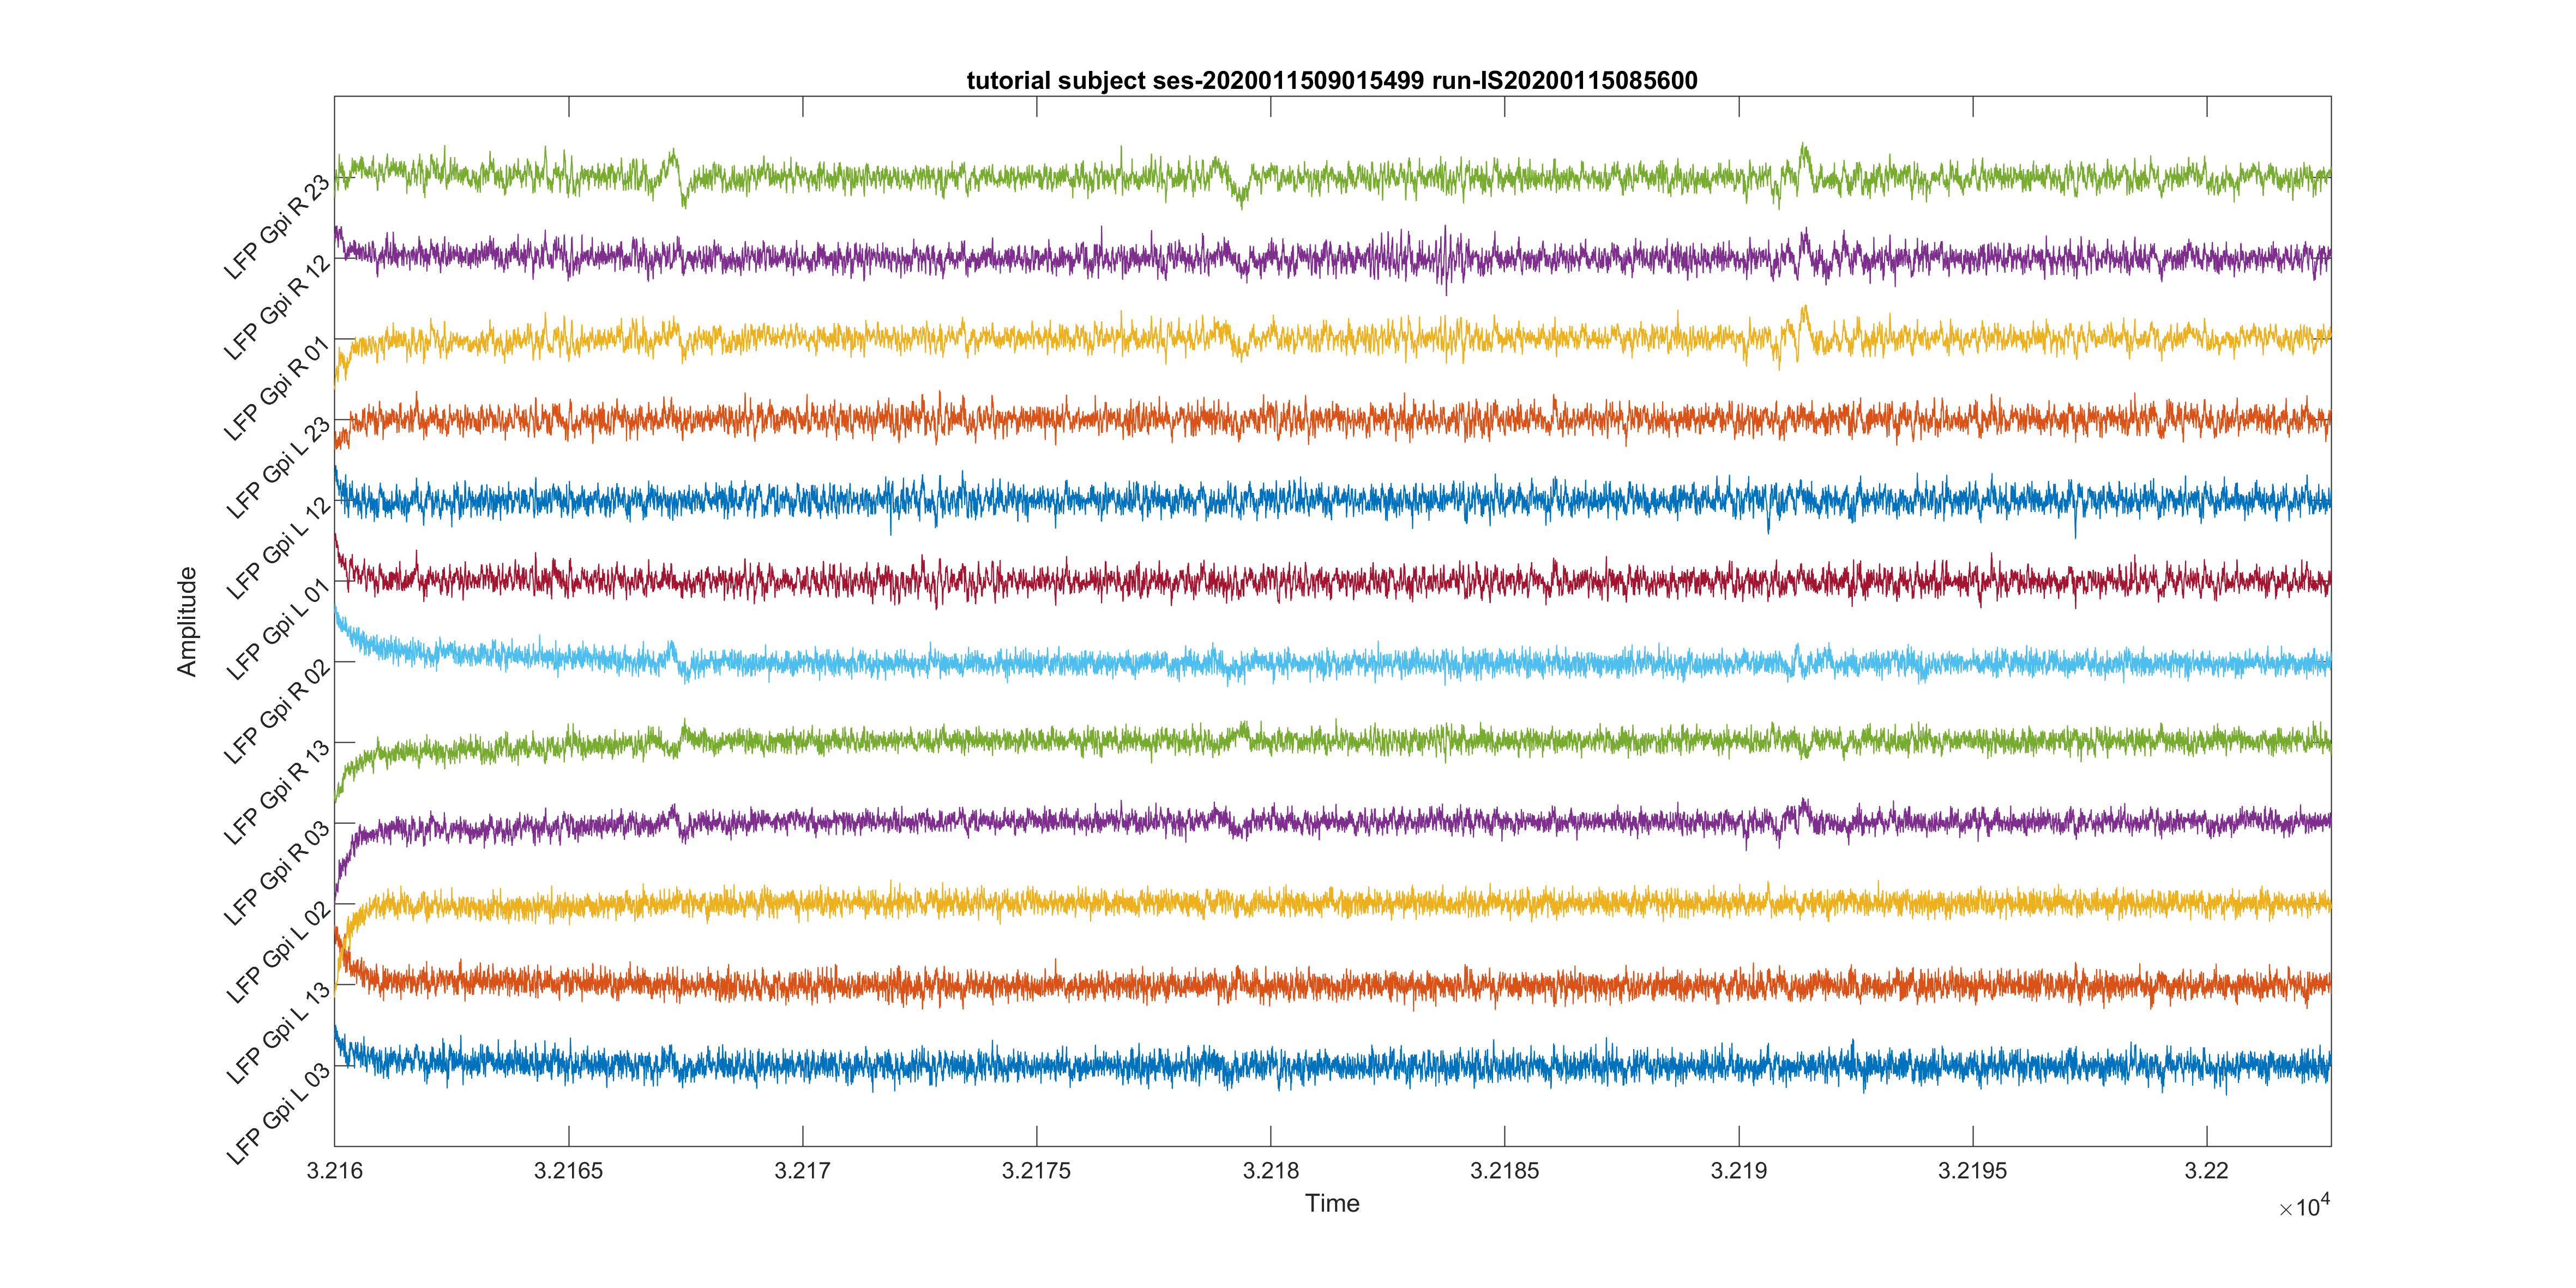 tutorial subject ses-2020011509015499 run-IS20200115085600
LFP Gpi R 23
LFP Gpi R 12
LFP Gpi R 01
LFP Gpi L 23
LFP Gpi L 12
LFP Gpi L 01
LFP Gpi R 02
LFP Gpi R 13
LFP Gpi R 03
LFP Gpi L 02
LFP Gpi L 13
LFP Gpi L 03
Amplitude
3.216 3.2165 3.217 3.2175 3.218 3.2185 3.219 3.2195 3.22
Time
×10⁴